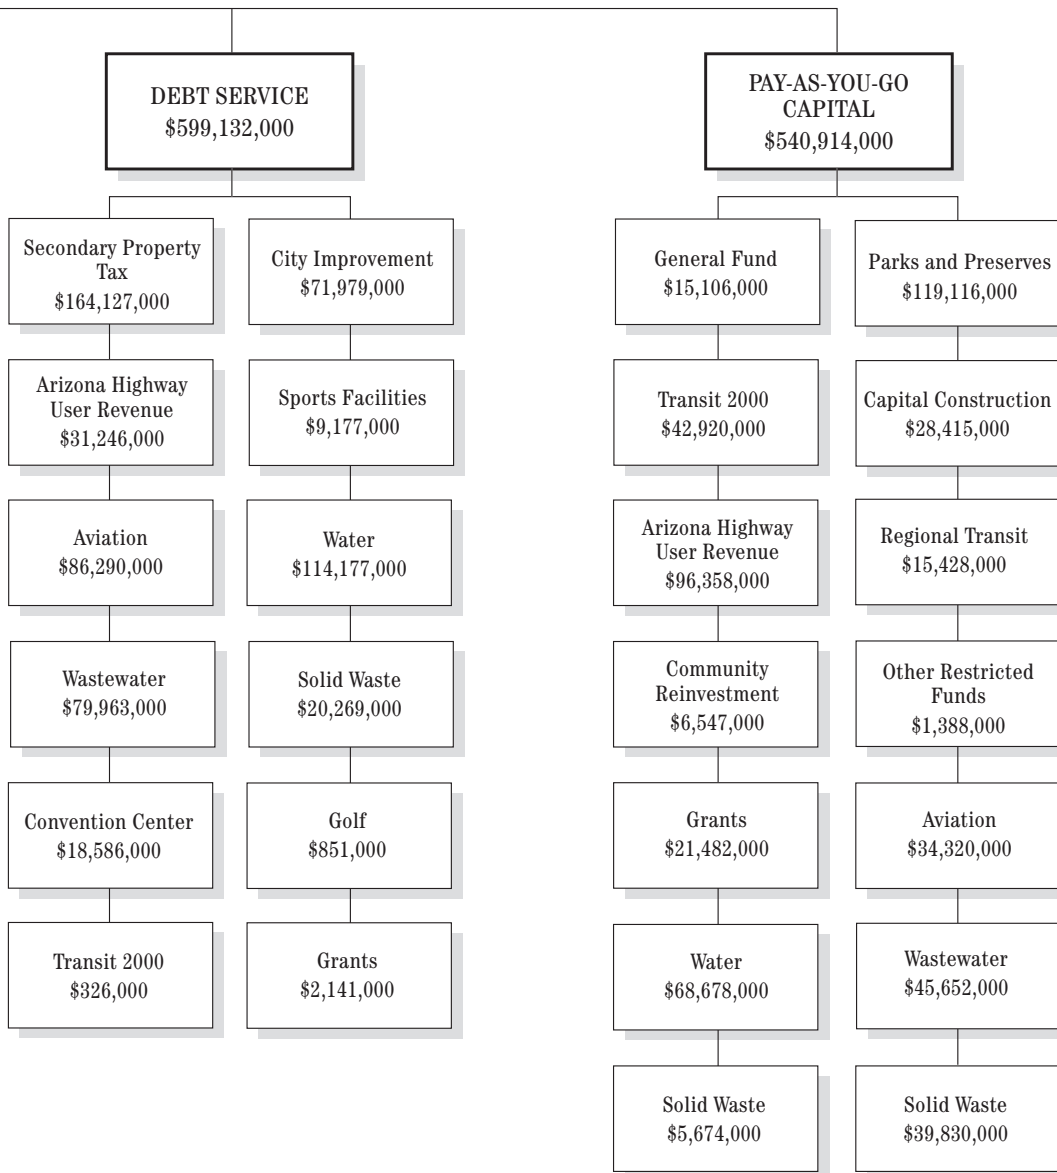 DEBT SERVICE
$599,132,000
Secondary Property
Tax
$164,127,000
Arizona Highway
User Revenue
$31,246,000
Aviation
$86,290,000
Wastewater
$79,963,000
Convention Center
$18,586,000
Transit 2000
$326,000
City Improvement
$71,979,000
Sports Facilities
$9,177,000
Water
$114,177,000
Solid Waste
$20,269,000
Golf
$851,000
Grants
$2,141,000
PAY-AS-YOU-GO
CAPITAL
$540,914,000
General Fund
$15,106,000
Transit 2000
$42,920,000
Arizona Highway
User Revenue
$96,358,000
Community
Reinvestment
$6,547,000
Grants
$21,482,000
Water
$68,678,000
Solid Waste
$5,674,000
Parks and Preserves
$119,116,000
Capital Construction
$28,415,000
Regional Transit
$15,428,000
Other Restricted
Funds
$1,388,000
Aviation
$34,320,000
Wastewater
$45,652,000
Solid Waste
$39,830,000